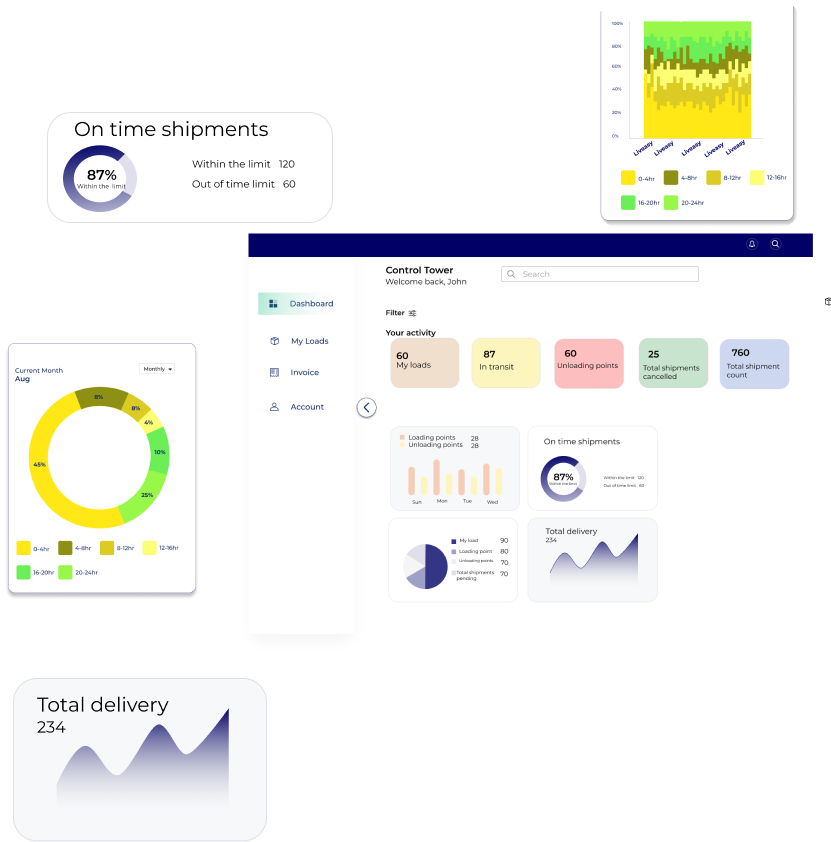 100%
80%
60%
40%
20%
0%
Liveasy Liveasy Liveasy Liveasy Liveasy
0-4hr 4-8hr 8-12hr 12-16hr
16-20hr 20-24hr
On time shipments
87%
Within the limit
Within the limit 120
Out of time limit 60
Control Tower
Welcome back, John
Search
Filter
Your activity
Dashboard
My Loads
Invoice
Account
60
My loads
87
In transit
60
Unloading points
25
Total shipments
cancelled
760
Total shipment
count
Loading points 28
Unloading points 28
Sun Mon Tue Wed
On time shipments
87%
Within the limit
Within the limit 120
Out of time limit 60
My load 90
Loading point 80
Unloading points 70
Total shipments 70
pending
Total delivery
234
Current Month
Aug
Monthly
8%
8%
4%
10%
25%
45%
0-4hr 4-8hr 8-12hr 12-16hr
16-20hr 20-24hr
Total delivery
234